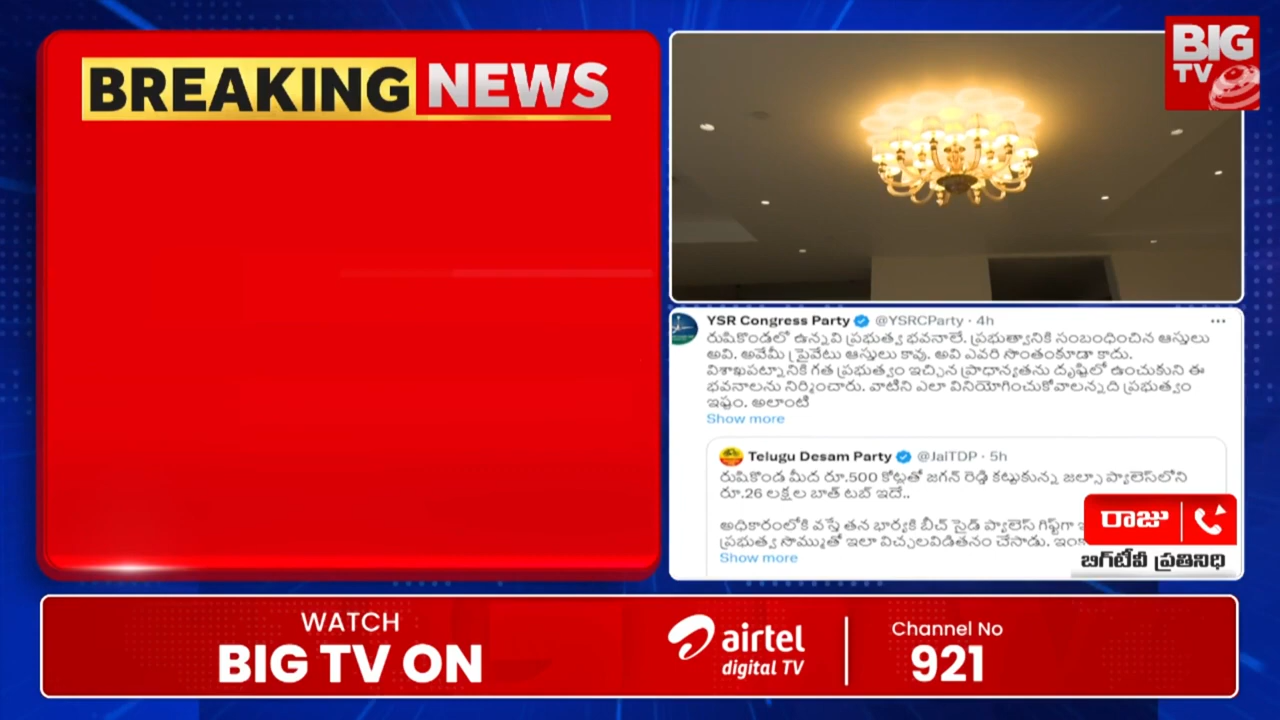 BREAKING NEWS
BIG
TV
YSR Congress Party @YSRCParty · 4h
రుషికొండలో ఉన్నవి ప్రభుత్వ భవనాలే. ప్రభుత్వానికి సంబంధించిన ఆస్తులు
అవి. అవేమీ ప్రైవేటు ఆస్తులు కావు. అవి ఎవరి సొంతంకూడా కాదు.
విశాఖపట్నానికి గత ప్రభుత్వం ఇచ్చిన ప్రాధాన్యతను దృష్టిలో ఉంచుకుని ఈ
భవనాలను నిర్మించారు. వాటిని ఎలా వినియోగించుకోవాలన్నది ప్రభుత్వం
ఇష్టం. అలాంటి
Show more
Telugu Desam Party @JaiTDP · 5h
రుషికొండ మీద రూ.500 కోట్లతో జగన్ రెడ్డి కట్టుకున్న జల్సా ప్యాలెస్‌లోని
రూ.26 లక్షల బాత్ టబ్ ఇదే..
అధికారంలోకి వస్తే తన భార్యకి బీచ్ సైడ్ ప్యాలెస్ గిఫ్ట్‌గా
ప్రభుత్వ సొమ్ముతో ఇలా విచ్చలవిడితనం చేసాడు.
Show more
రాజు
బిగ్‌టీవీ ప్రతినిధి
WATCH
BIG TV ON
airtel
digital TV
Channel No
921